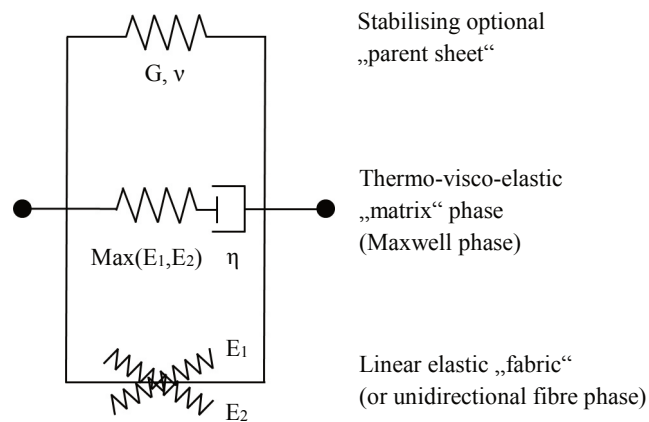 Stabilising optional
„parent sheet“
G, ν
Thermo-visco-elastic
„matrix“ phase
(Maxwell phase)
Max(E1,E2)
η
E1
E2
Linear elastic „fabric“
(or unidirectional fibre phase)